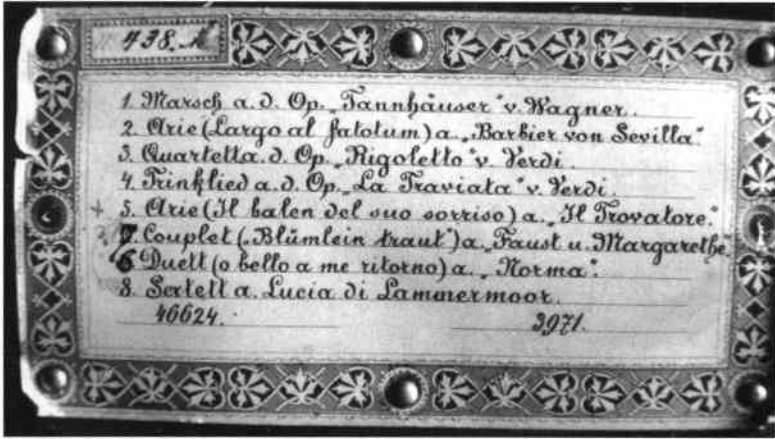 438.
1. Marsch a. d. Op. „Tannhäuser" v. Wagner.
2. Arie (Largo al fatotum) a. „Barbier von Sevilla."
3. Quartett a. d. Op. „Rigoletto" v. Verdi.
4. Trinklied a. d. Op. „La Traviata" v. Verdi.
+ 5. Arie (Il balen del suo sorriso) a. „Il Trovatore."
7. Couplet („Blümlein traut") a. „Faust u. Margarethe."
6 Duett (o bello a me ritorno) a. „Norma".
8. Sextett a. Lucia di Lammermoor.
46624. 3971.